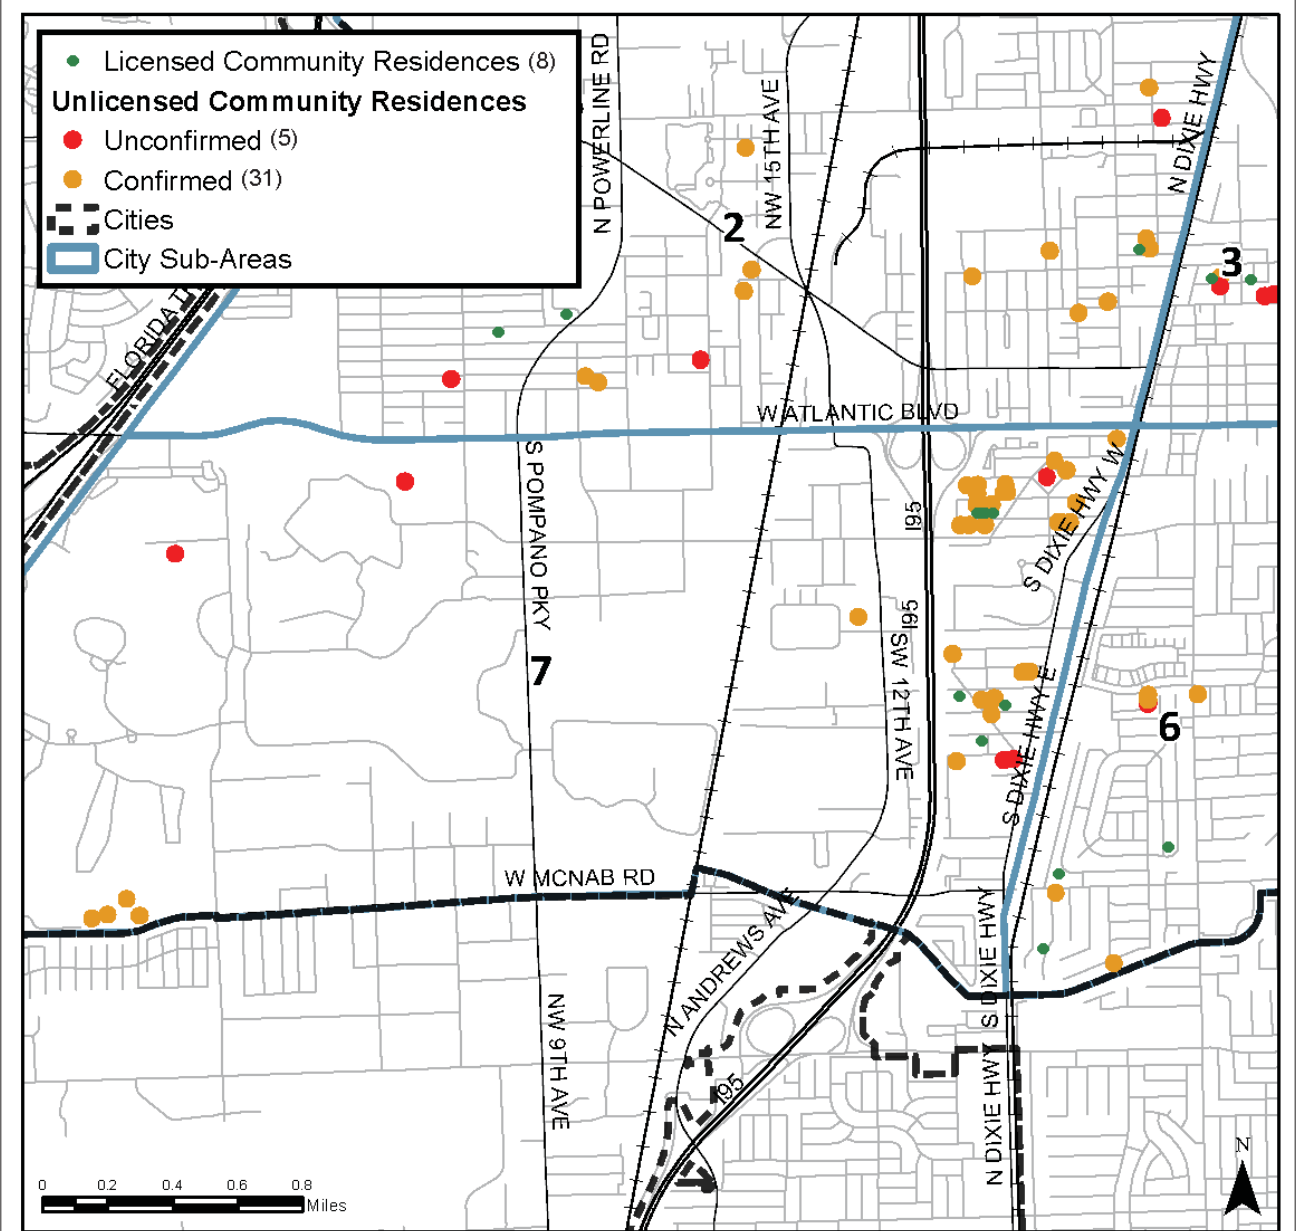 Licensed Community Residences (8)
Unlicensed Community Residences
Unconfirmed (5)
Confirmed (31)
Cities
City Sub-Areas
N POWERLINE RD
NW 15TH AVE
N DIXIE HWY
2
3
W ATLANTIC BLVD
S POMPANO PKY
I95
S DIXIE HWY W
I95
SW 12TH AVE
7
S DIXIE HWY E
6
W MCNAB RD
N ANDREWS AVE
S DIXIE HWY
NW 9TH AVE
I95
N DIXIE HWY
N
0 0.2 0.4 0.6 0.8
Miles